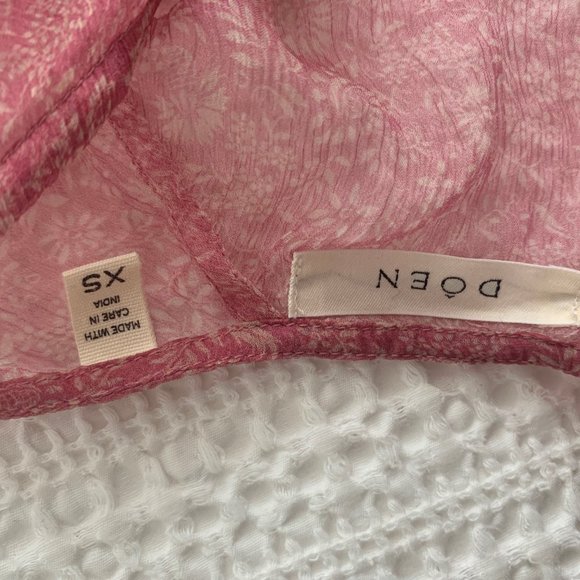 DÔEN
XS
MADE WITH
CARE IN
INDIA